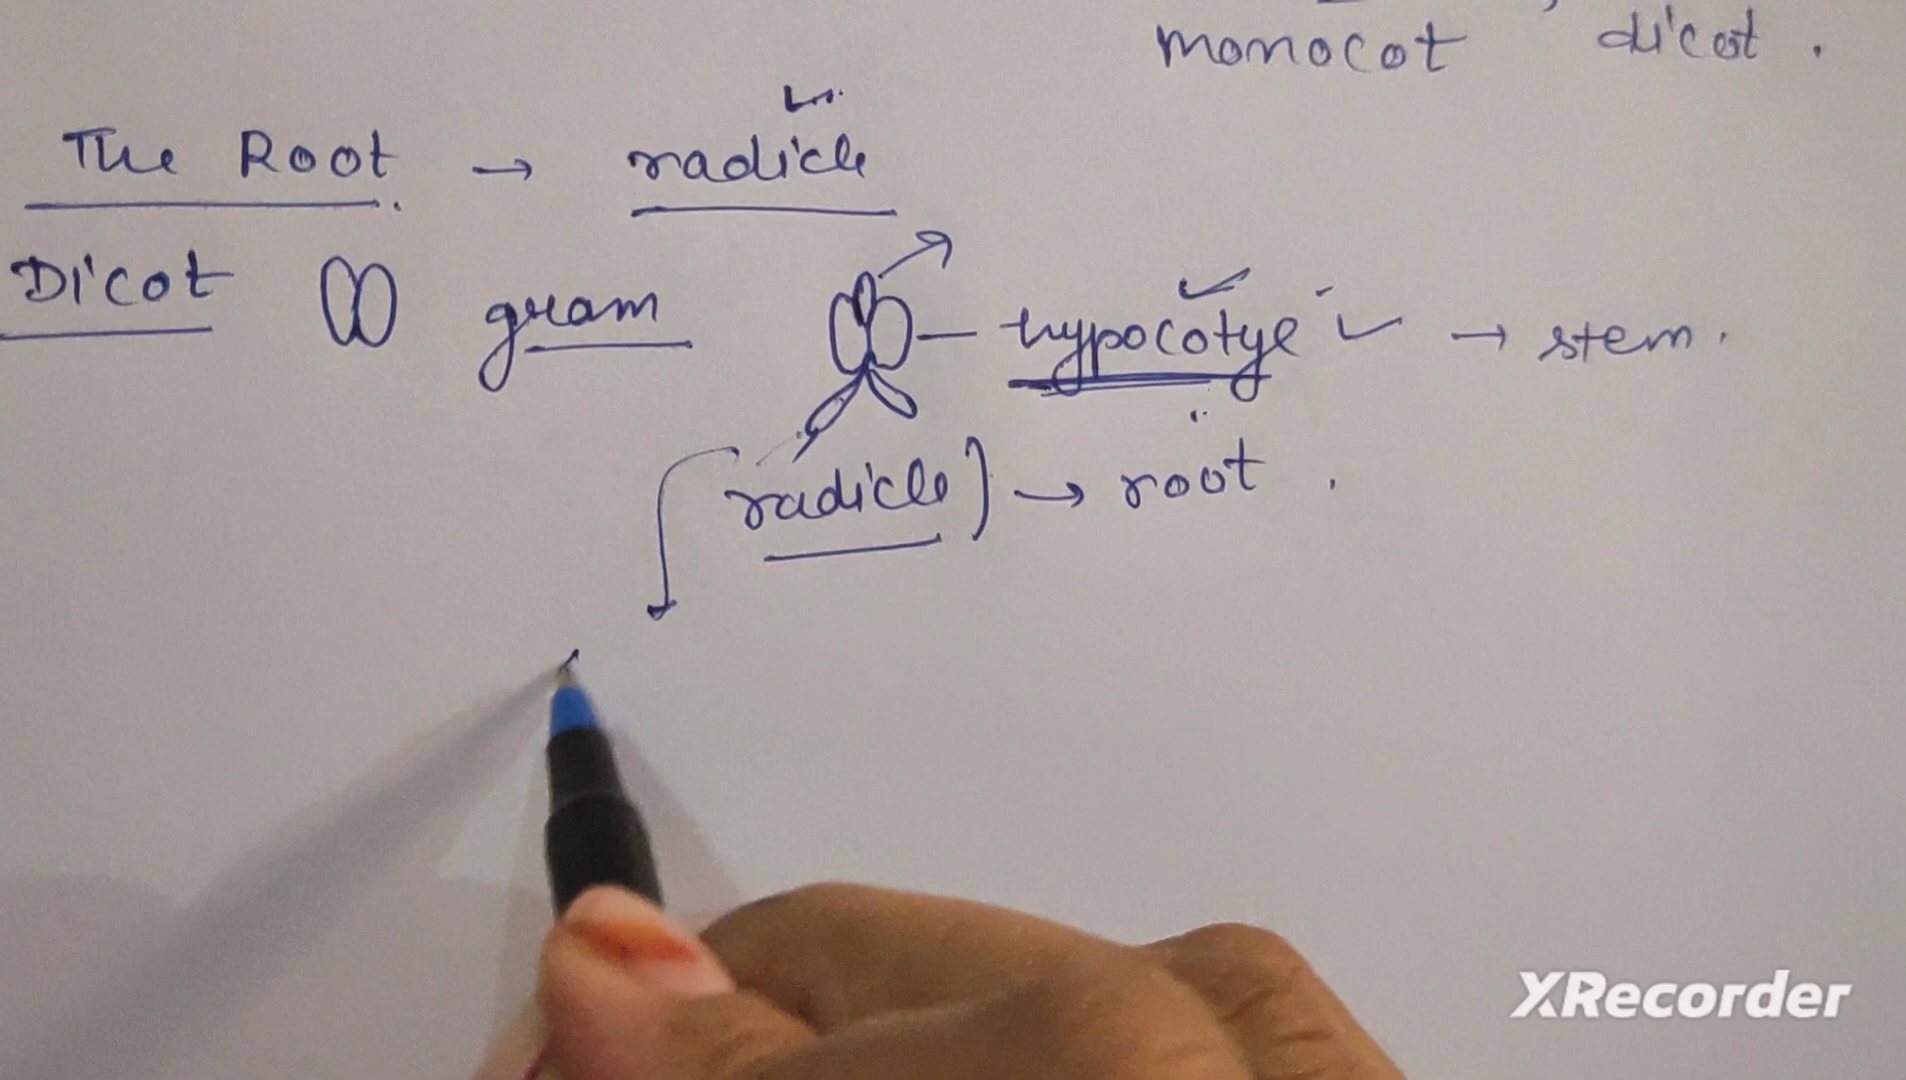 monocot dicot .
The Root . → radicle
Dicot gram
hypocotye → stem .
radicle → root .
XRecorder